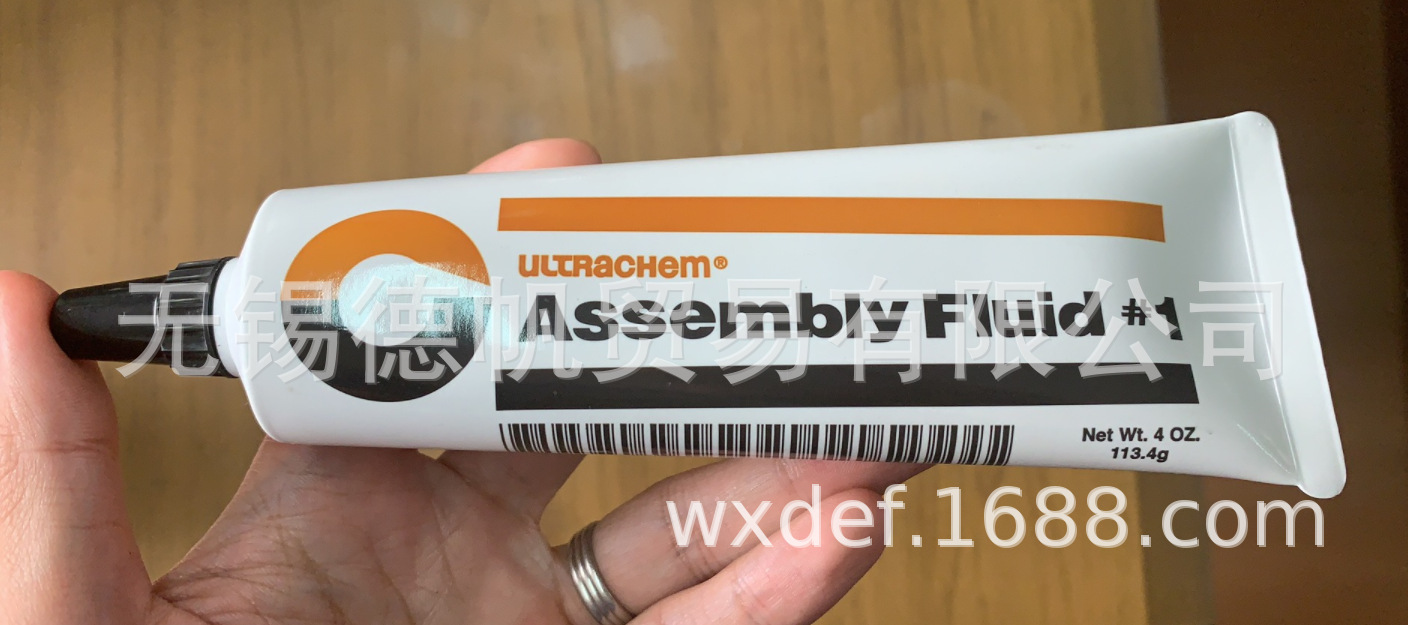 ULTRACHEM®
Assembly Fluid #1
无锡德帆贸易有限公司
Net Wt. 4 OZ.
113.4g
wxdef.1688.com